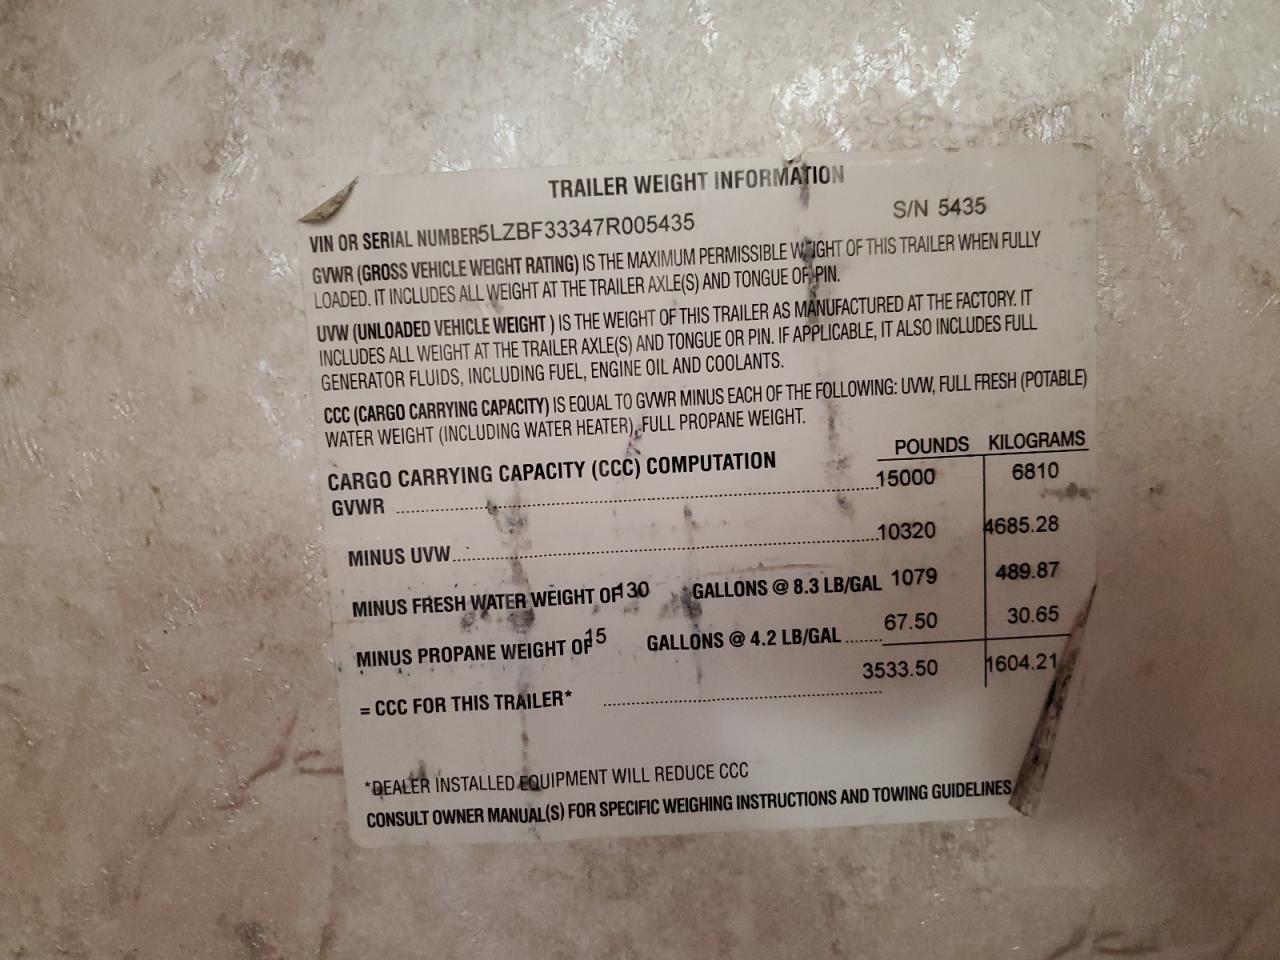 TRAILER WEIGHT INFORMATION
VIN OR SERIAL NUMBER5LZBF33347R005435 S/N 5435
GVWR (GROSS VEHICLE WEIGHT RATING) IS THE MAXIMUM PERMISSIBLE WEIGHT OF THIS TRAILER WHEN FULLY
LOADED. IT INCLUDES ALL WEIGHT AT THE TRAILER AXLE(S) AND TONGUE OF PIN.
UVW (UNLOADED VEHICLE WEIGHT ) IS THE WEIGHT OF THIS TRAILER AS MANUFACTURED AT THE FACTORY. IT
INCLUDES ALL WEIGHT AT THE TRAILER AXLE(S) AND TONGUE OR PIN. IF APPLICABLE, IT ALSO INCLUDES FULL
GENERATOR FLUIDS, INCLUDING FUEL, ENGINE OIL AND COOLANTS.
CCC (CARGO CARRYING CAPACITY) IS EQUAL TO GVWR MINUS EACH OF THE FOLLOWING: UVW, FULL FRESH (POTABLE)
WATER WEIGHT (INCLUDING WATER HEATER), FULL PROPANE WEIGHT.
POUNDS KILOGRAMS
CARGO CARRYING CAPACITY (CCC) COMPUTATION
GVWR 15000 6810
MINUS UVW 10320 4685.28
MINUS FRESH WATER WEIGHT OF 130 GALLONS @ 8.3 LB/GAL 1079 489.87
MINUS PROPANE WEIGHT OF 15 GALLONS @ 4.2 LB/GAL 67.50 30.65
= CCC FOR THIS TRAILER* 3533.50 1604.21
*DEALER INSTALLED EQUIPMENT WILL REDUCE CCC
CONSULT OWNER MANUAL(S) FOR SPECIFIC WEIGHING INSTRUCTIONS AND TOWING GUIDELINES